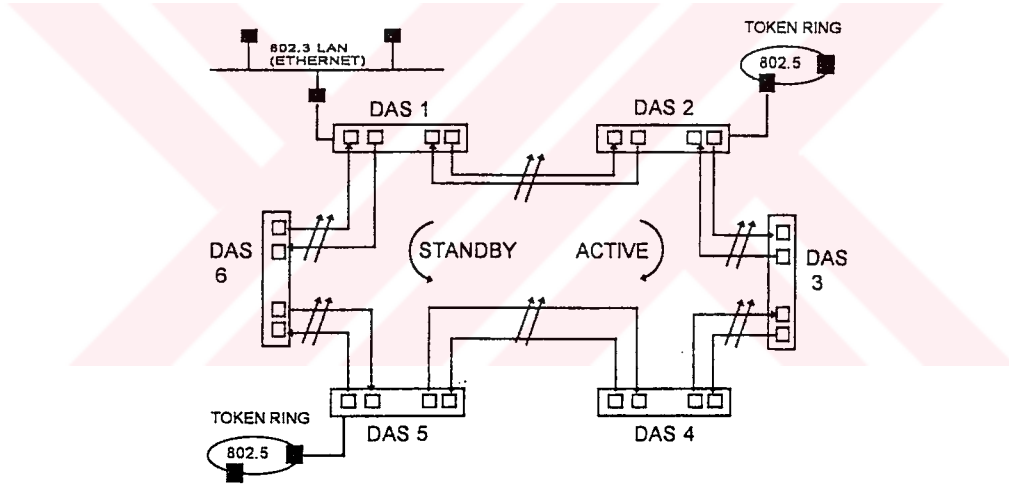 TOKEN RING
802.5
802.3 LAN
(ETHERNET)
DAS 1
DAS 2
DAS
6
STANDBY
ACTIVE
DAS
3
DAS 5
DAS 4
TOKEN RING
802.5